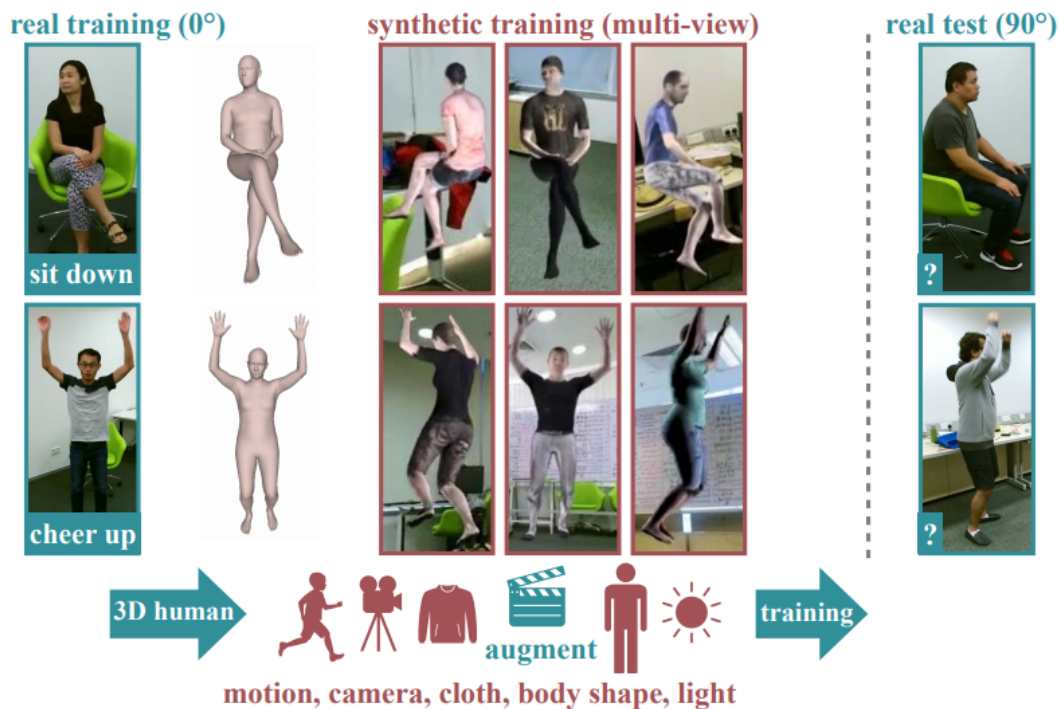 real training (0°)
synthetic training (multi-view)
real test (90°)
sit down
?
cheer up
?
3D human
augment
training
motion, camera, cloth, body shape, light